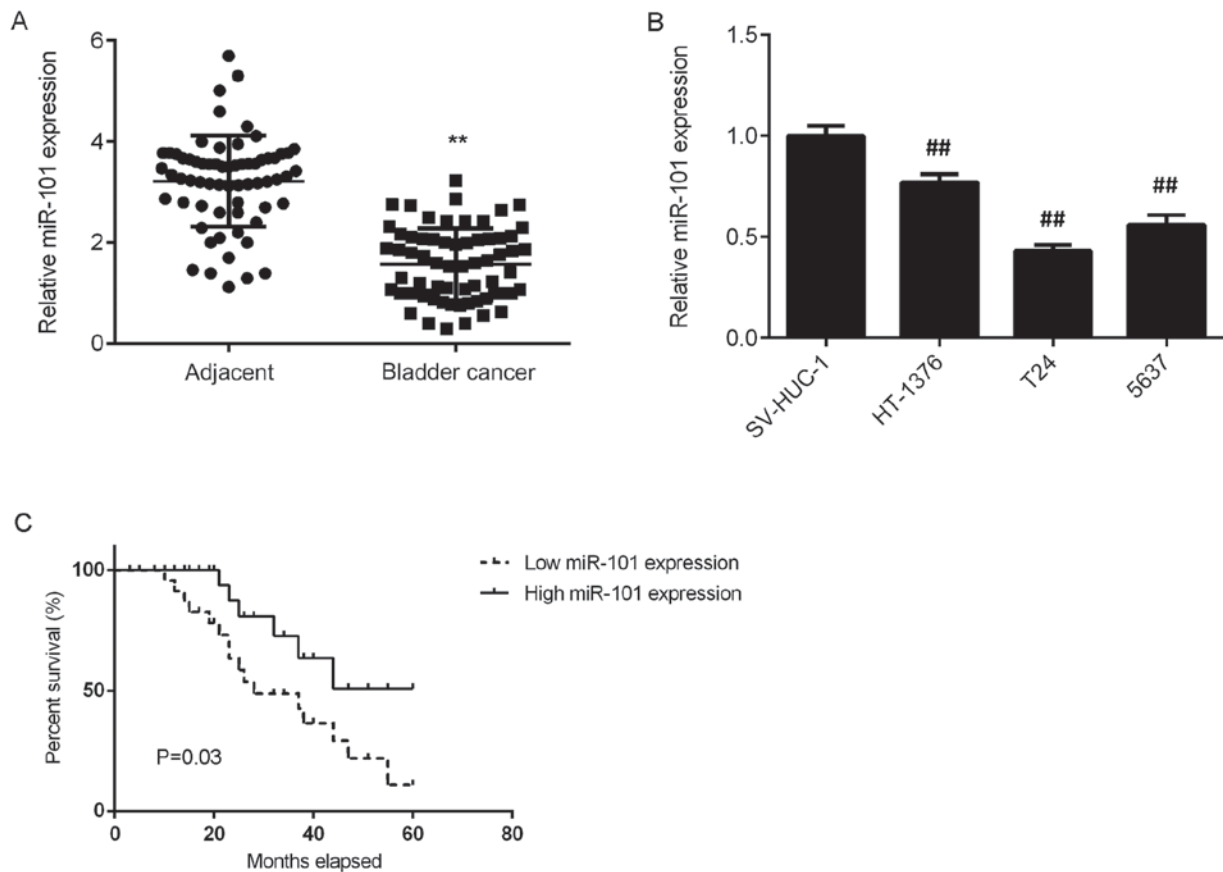 A
Relative miR-101 expression
6
4
2
0
**
Adjacent
Bladder cancer
B
Relative miR-101 expression
1.5
1.0
0.5
0.0
##
##
##
SV-HUC-1
HT-1376
T24
5637
C
Percent survival (%)
100
50
0
P=0.03
0
20
40
60
80
Months elapsed
Low miR-101 expression
High miR-101 expression